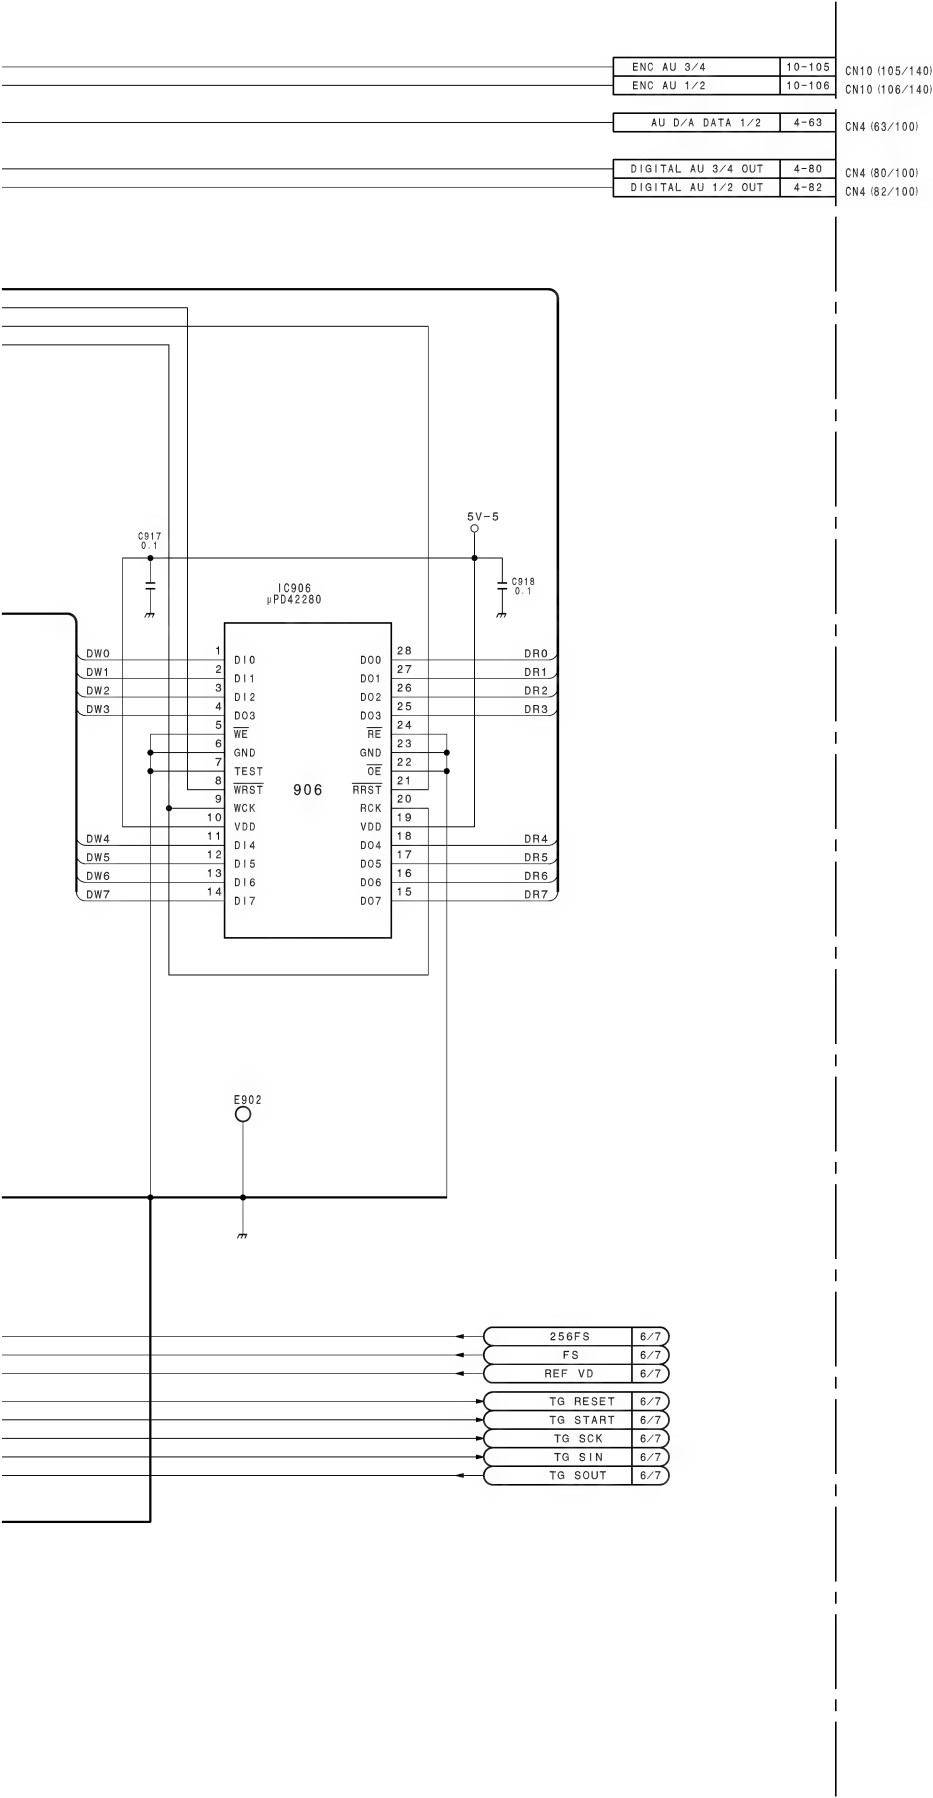 ENC AU 3/4 10-105 CN10 (105/140)
ENC AU 1/2 10-106 CN10 (106/140)
AU D/A DATA 1/2 4-63 CN4 (63/100)
DIGITAL AU 3/4 OUT 4-80 CN4 (80/100)
DIGITAL AU 1/2 OUT 4-82 CN4 (82/100)
5V-5
C917
0.1
C918
0.1
IC906
µPD42280
DW0 1 DI0 DO0 28 DR0
DW1 2 DI1 DO1 27 DR1
DW2 3 DI2 DO2 26 DR2
DW3 4 DO3 DO3 25 DR3
5 WE RE 24
6 GND GND 23
7 TEST OE 22
8 WRST RRST 21
906
9 WCK RCK 20
10 VDD VDD 19
DW4 11 DI4 DO4 18 DR4
DW5 12 DI5 DO5 17 DR5
DW6 13 DI6 DO6 16 DR6
DW7 14 DI7 DO7 15 DR7
E902
256FS 6/7
FS 6/7
REF VD 6/7
TG RESET 6/7
TG START 6/7
TG SCK 6/7
TG SIN 6/7
TG SOUT 6/7